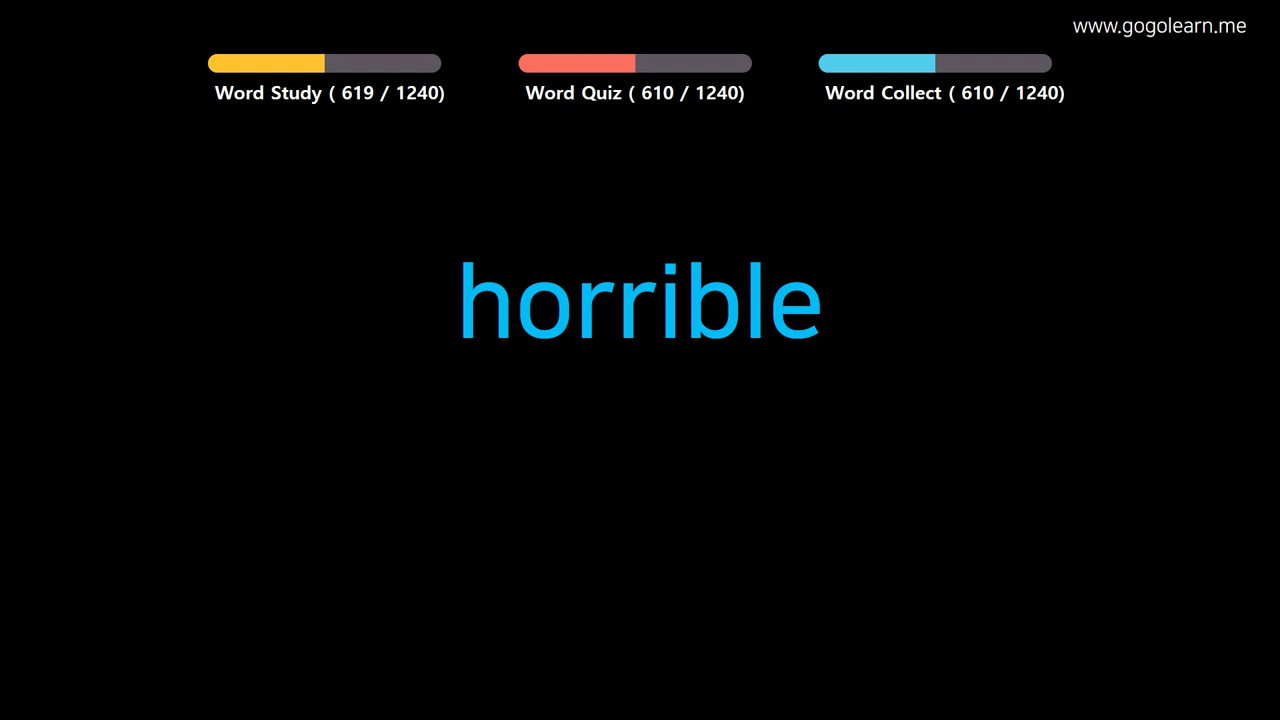 www.gogolearn.me
Word Study ( 619 / 1240)
Word Quiz ( 610 / 1240)
Word Collect ( 610 / 1240)
horrible